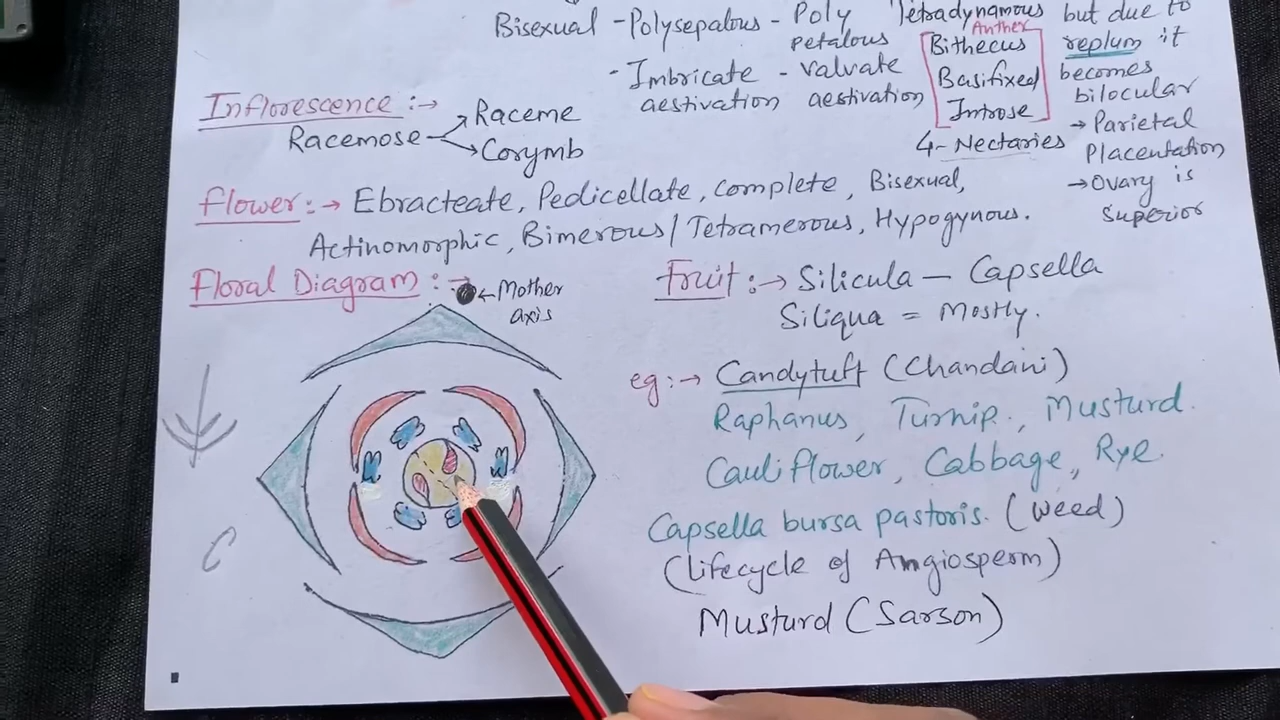 Bisexual - Polysepalous - Poly petalous
- Imbricate aestivation - valvate aestivation
Tetradynamous
Anther
Bithecus
Basifixed
Introse
4-Nectaries
but due to
replum it
becomes
bilocular
→ Parietal
Placentation
→ Ovary is
superior
Inflorescence :→
Racemose
Raceme
Corymb
flower :→ Ebracteate, Pedicellate, complete, Bisexual,
Actinomorphic, Bimerous/Tetramerous, Hypogynous.
Floral Diagram :→
← Mother
axis
Fruit :→ Silicula — Capsella
Siliqua = Mostly.
eg :→ Candytuft (Chandani)
Raphanus, Turnip, Musturd.
Cauliflower, Cabbage, Rye.
Capsella bursa pastoris. (weed)
(lifecycle of Angiosperm)
Musturd (Sarson)